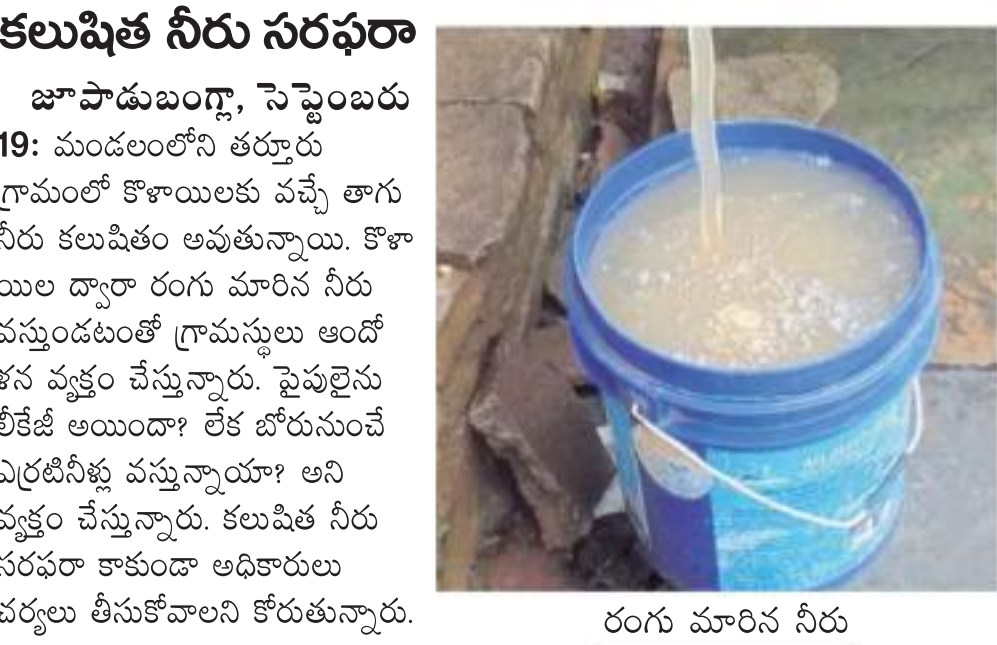 కలుషిత నీరు సరఫరా
జూపాడుబంగ్లా, సెప్టెంబరు
19: మండలంలోని తర్తూరు
గ్రామంలో కొళాయిలకు వచ్చే తాగు
నీరు కలుషితం అవుతున్నాయి. కొళా
యిల ద్వారా రంగు మారిన నీరు
వస్తుండటంతో గ్రామస్థులు ఆందో
ళన వ్యక్తం చేస్తున్నారు. పైపులైను
లీకేజీ అయిందా? లేక బోరునుంచే
ఎర్రటినీళ్లు వస్తున్నాయా? అని
వ్యక్తం చేస్తున్నారు. కలుషిత నీరు
సరఫరా కాకుండా అధికారులు
చర్యలు తీసుకోవాలని కోరుతున్నారు.
రంగు మారిన నీరు